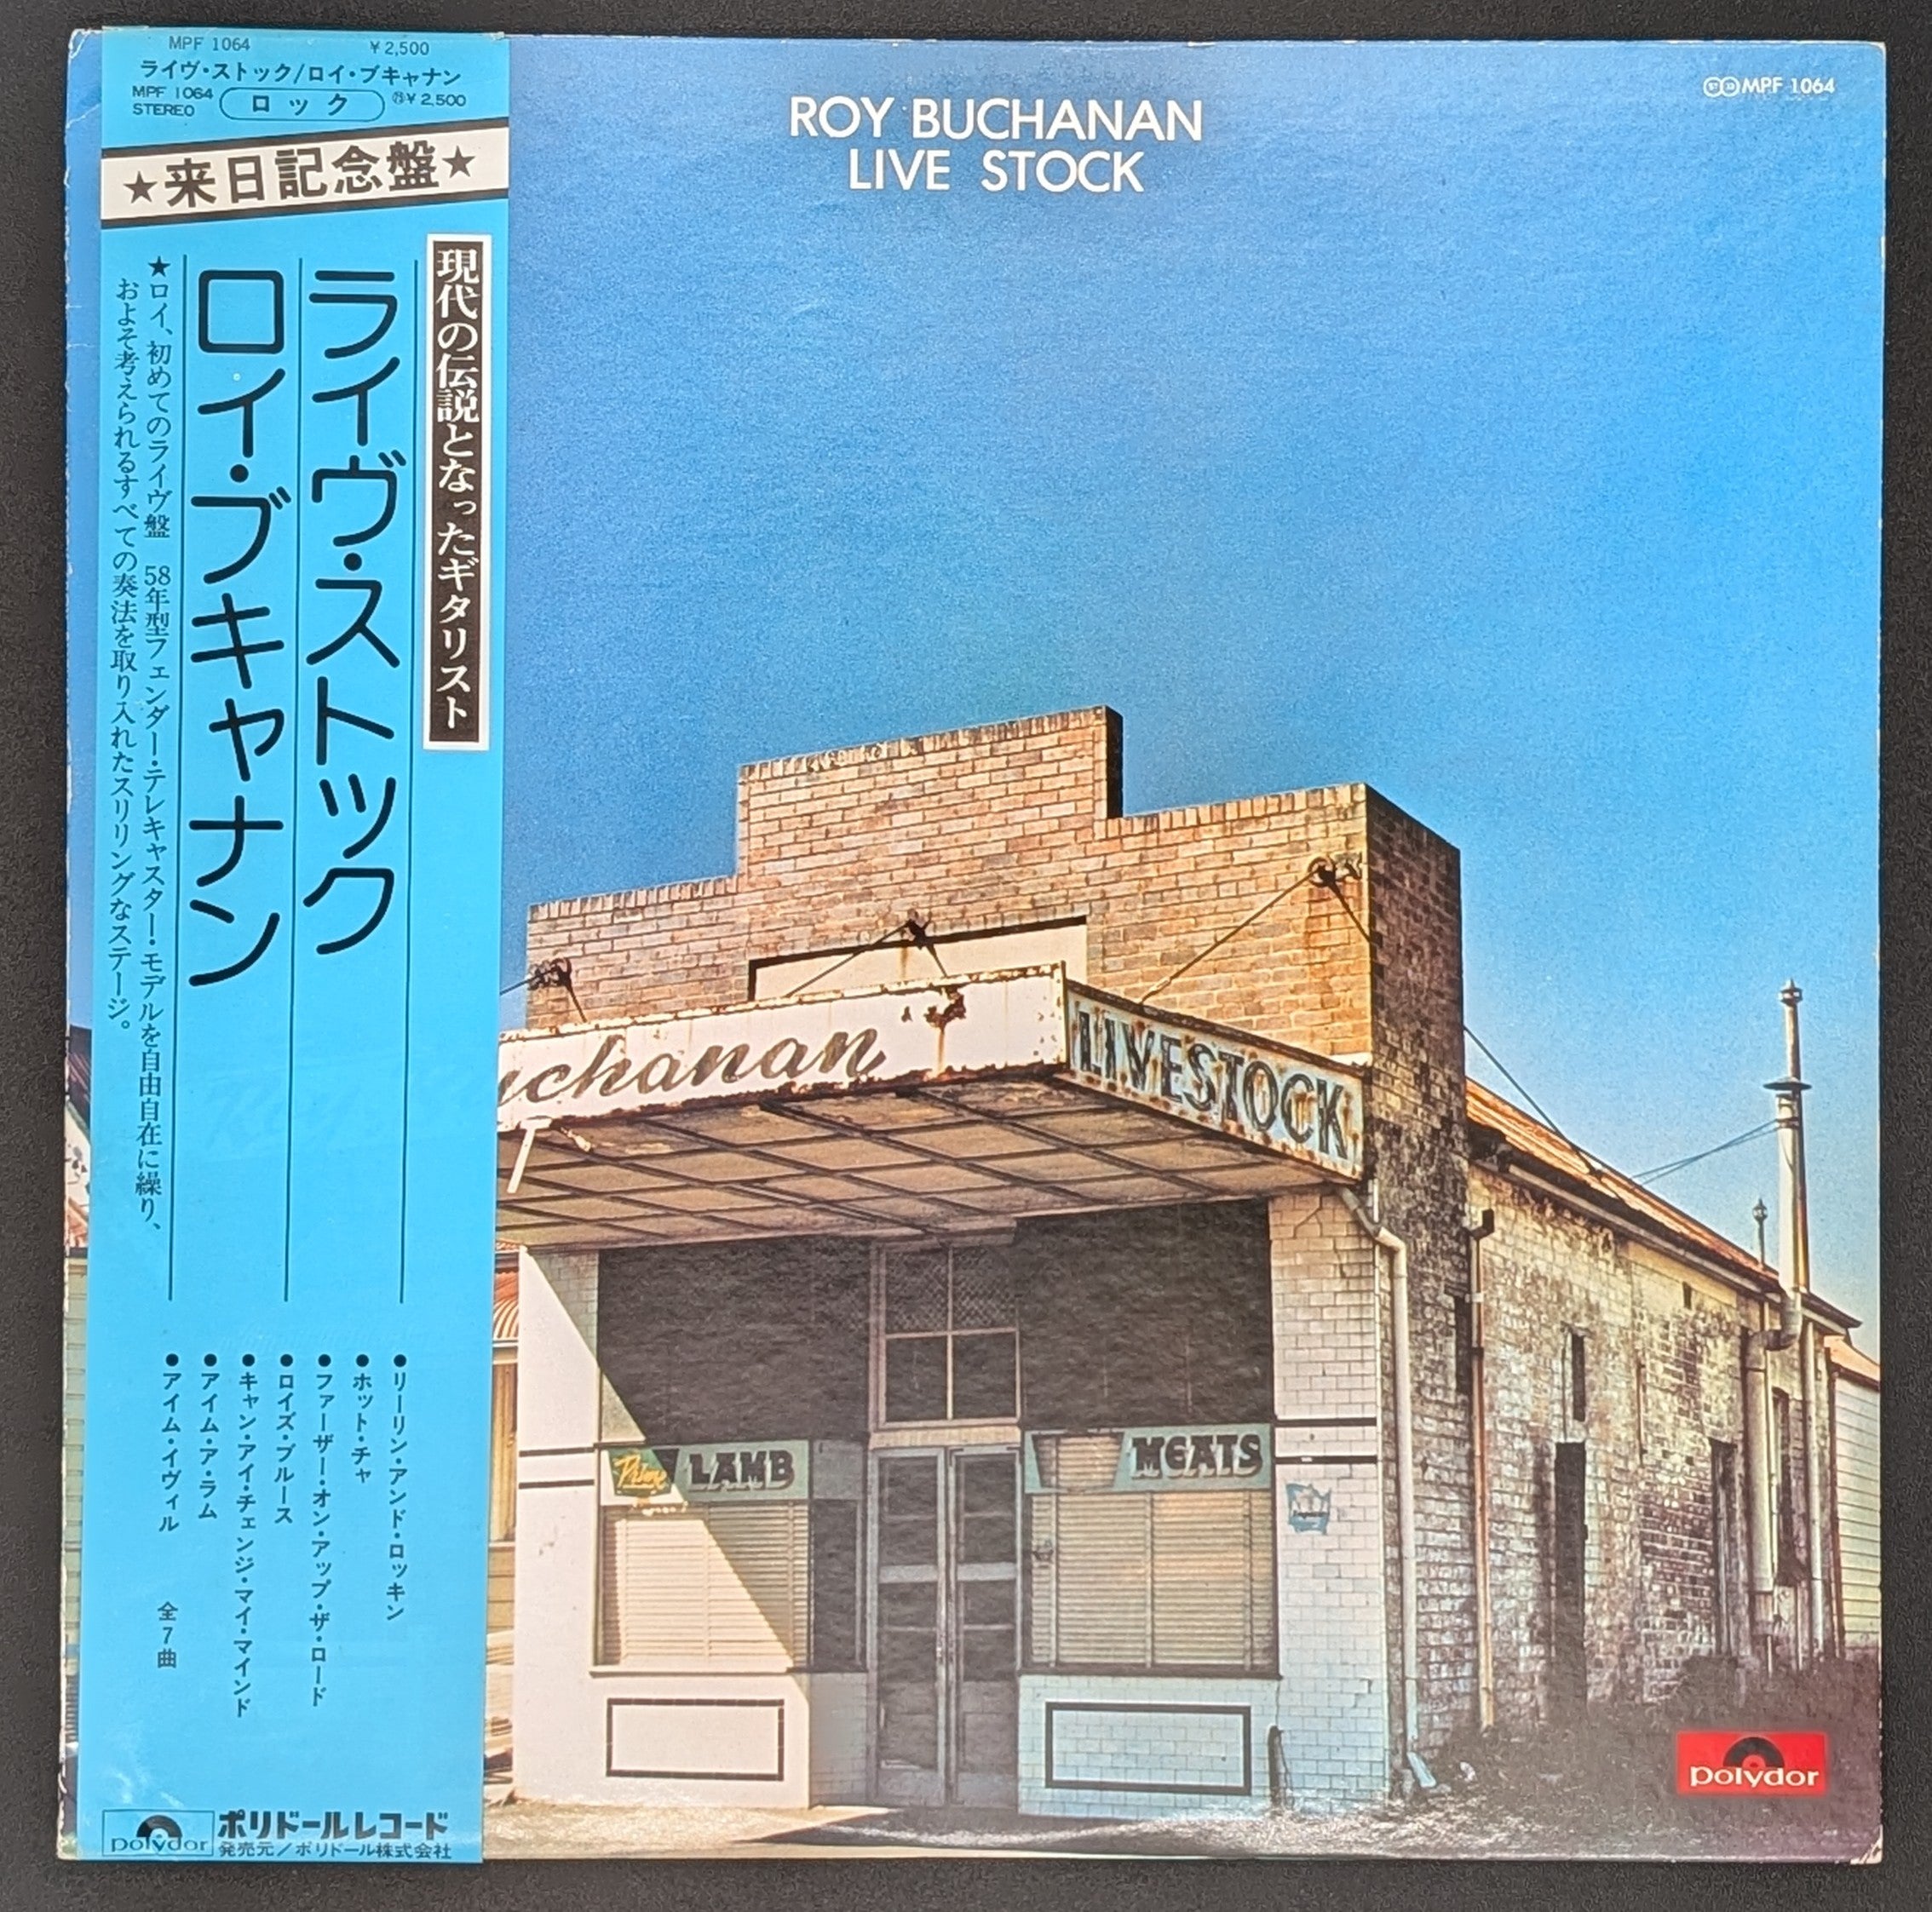 MPF 1064 ¥2,500
ライヴ・ストック/ロイ・ブキャナン
MPF 1064
STEREO
ロック
¥2,500
★来日記念盤★
現代の伝説となったギタリスト
ライヴ・ストック
ロイ・ブキャナン
★ロイ、初めてのライヴ盤 58年型フェンダー・テレキャスター・モデルを自由自在に繰り、
およそ考えられるすべての奏法を取り入れたスリリングなステージ。
●リーリン・アンド・ロッキン
●ホット・チャ
●ファーザー・オン・アップ・ザ・ロード
●ロイズ・ブルース
●キャン・アイ・チェンジ・マイ・マインド
●アイム・ア・ラム
●アイム・イヴィル 全7曲
polydor
ポリドールレコード
発売元/ポリドール株式会社
ROY BUCHANAN
LIVE STOCK
MPF 1064
uchanan
LIVESTOCK
Prime LAMB
MEATS
polydor